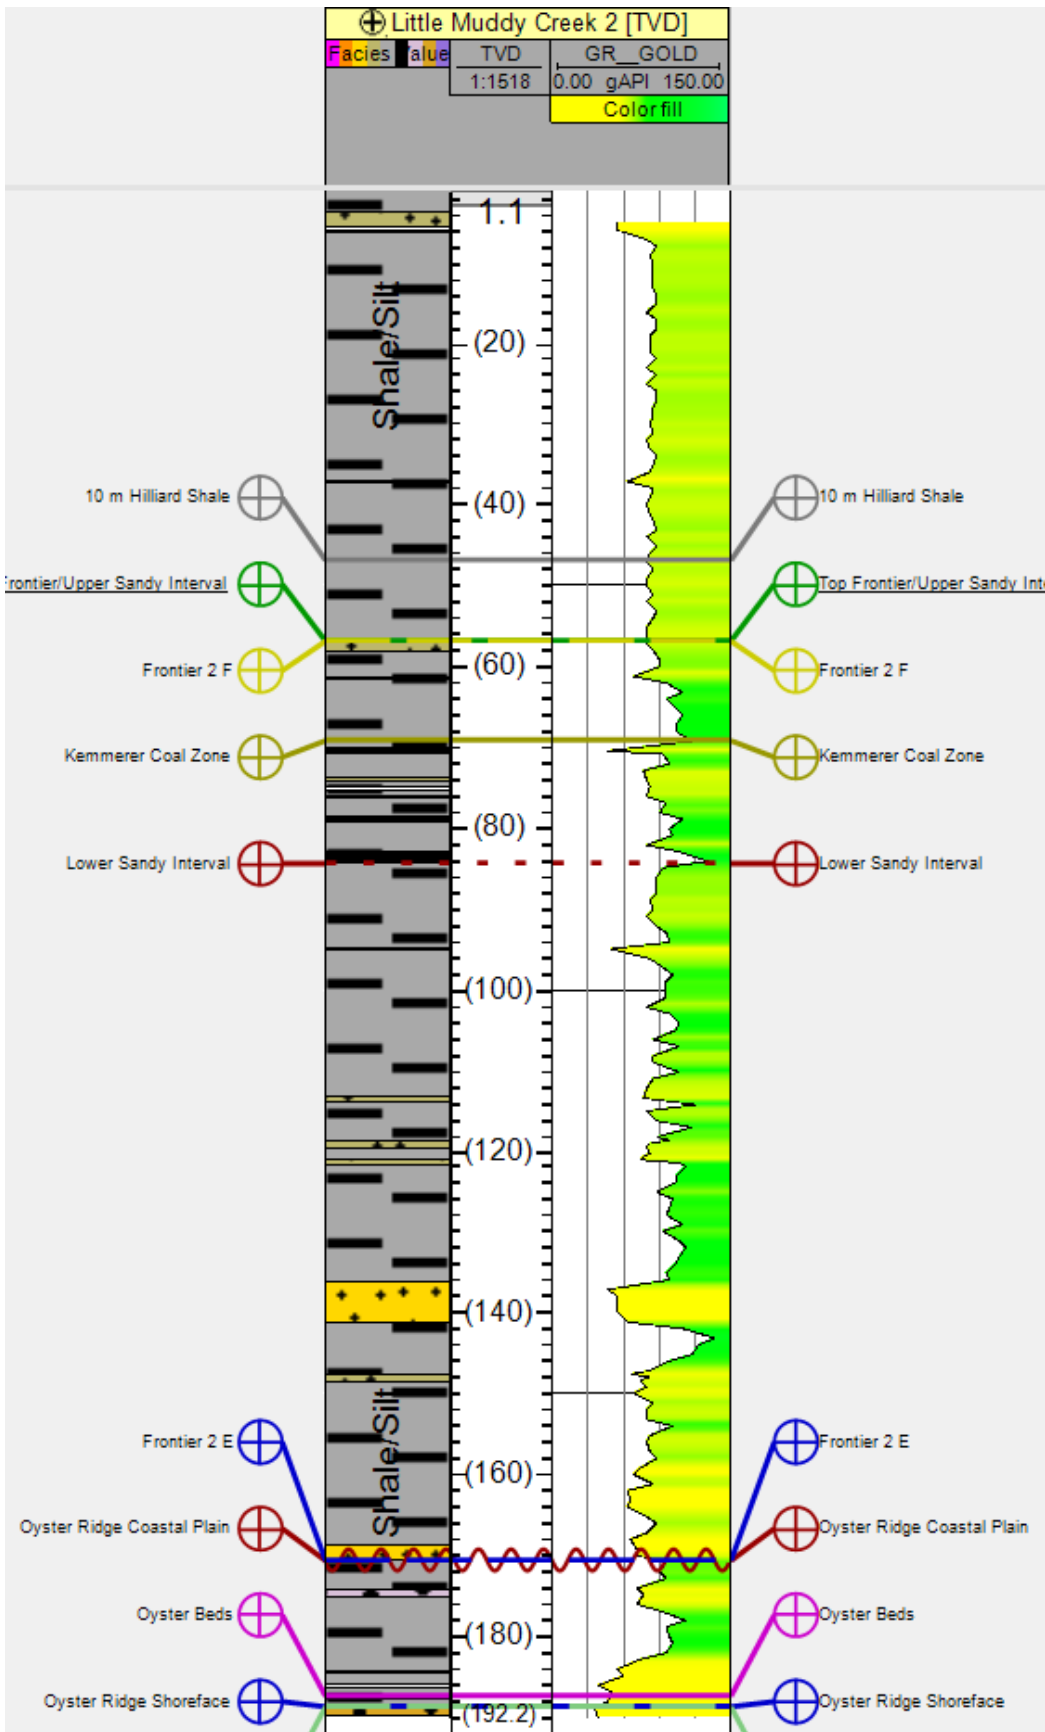 Little Muddy Creek 2 [TVD]
Facies alue TVD GR__GOLD
1:1518 0.00 gAPI 150.00
Color fill
1.1
Shale/Silt
(20)
10 m Hilliard Shale 10 m Hilliard Shale
(40)
rontier/Upper Sandy Interval Top Frontier/Upper Sandy Int
Frontier 2 F (60) Frontier 2 F
Kemmerer Coal Zone Kemmerer Coal Zone
(80)
Lower Sandy Interval Lower Sandy Interval
(100)
(120)
(140)
Shale/Silt
Frontier 2 E Frontier 2 E
(160)
Oyster Ridge Coastal Plain Oyster Ridge Coastal Plain
Oyster Beds Oyster Beds
(180)
Oyster Ridge Shoreface Oyster Ridge Shoreface
(192.2)